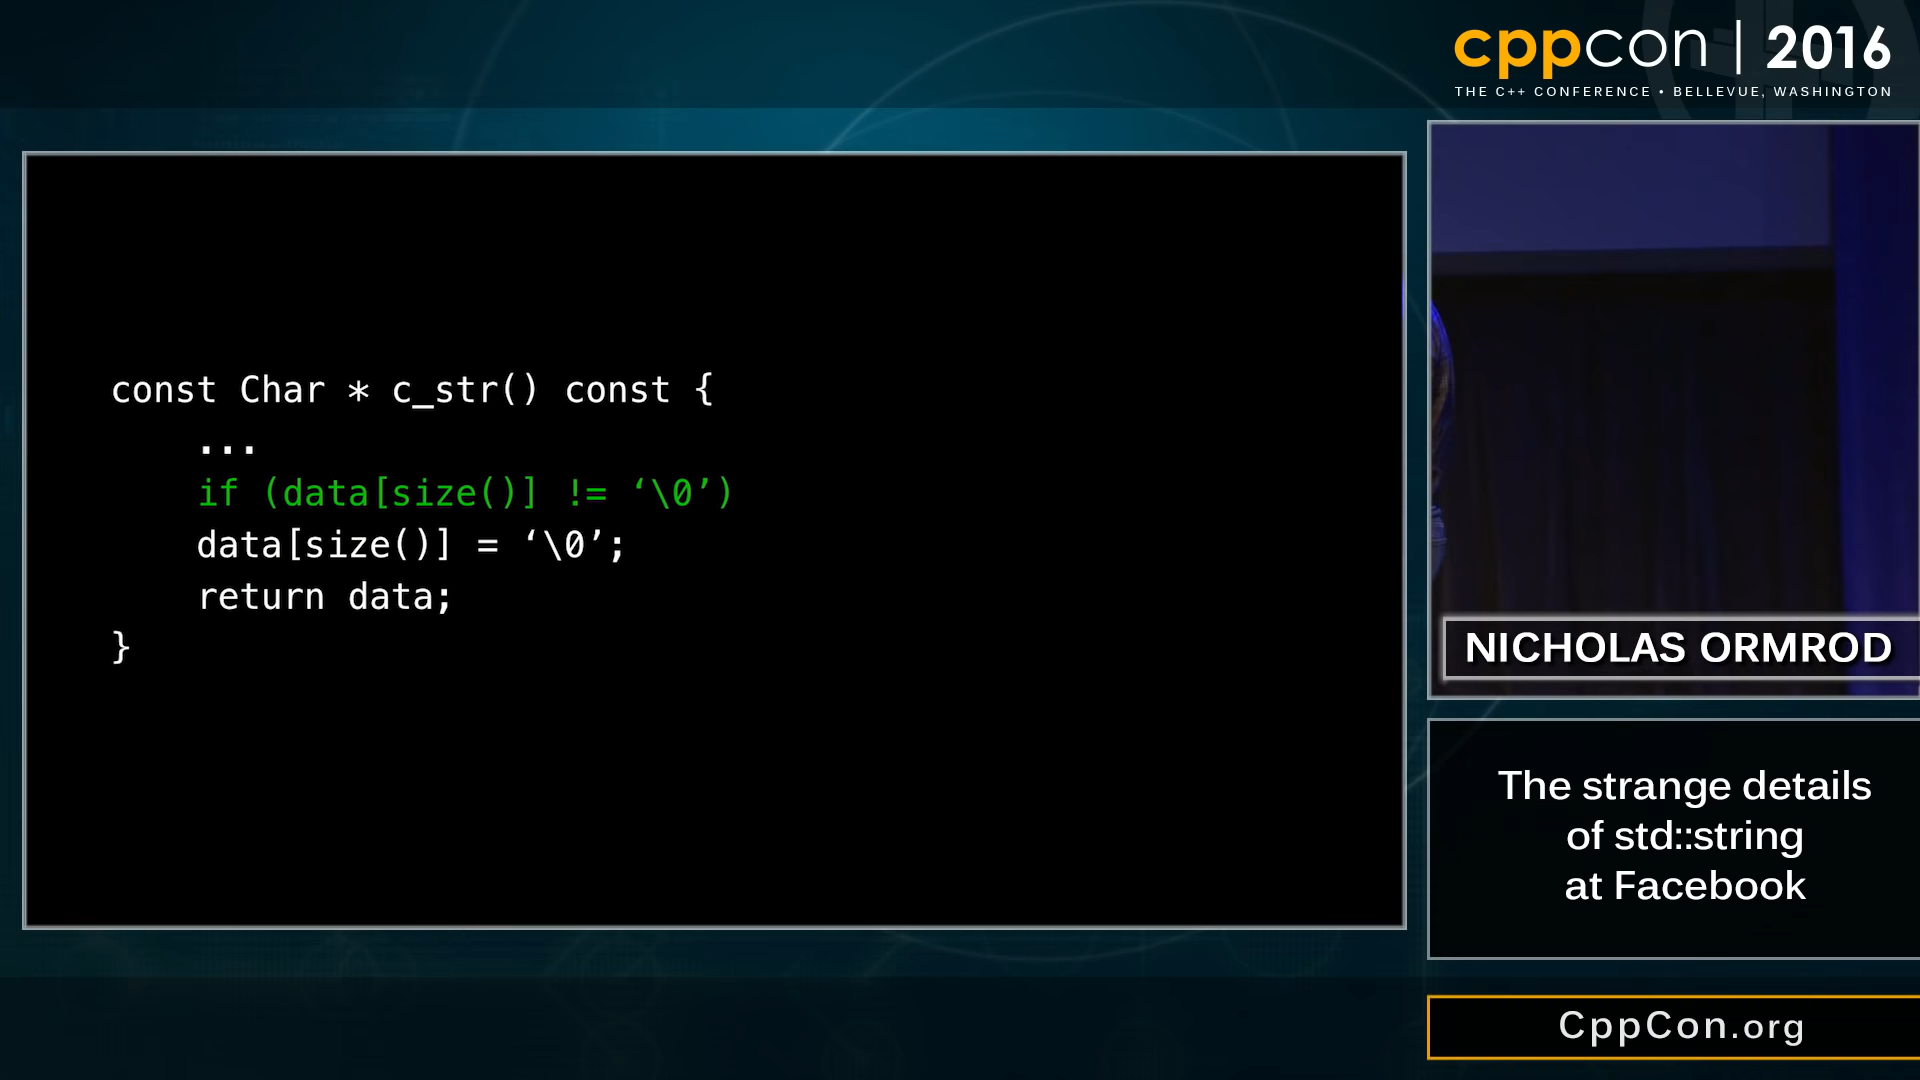 cppcon | 2016
THE C++ CONFERENCE • BELLEVUE, WASHINGTON
const Char * c_str() const {
    ...
    if (data[size()] != ‘\0’)
    data[size()] = ‘\0’;
    return data;
}
NICHOLAS ORMROD
The strange details
of std::string
at Facebook
CppCon.org